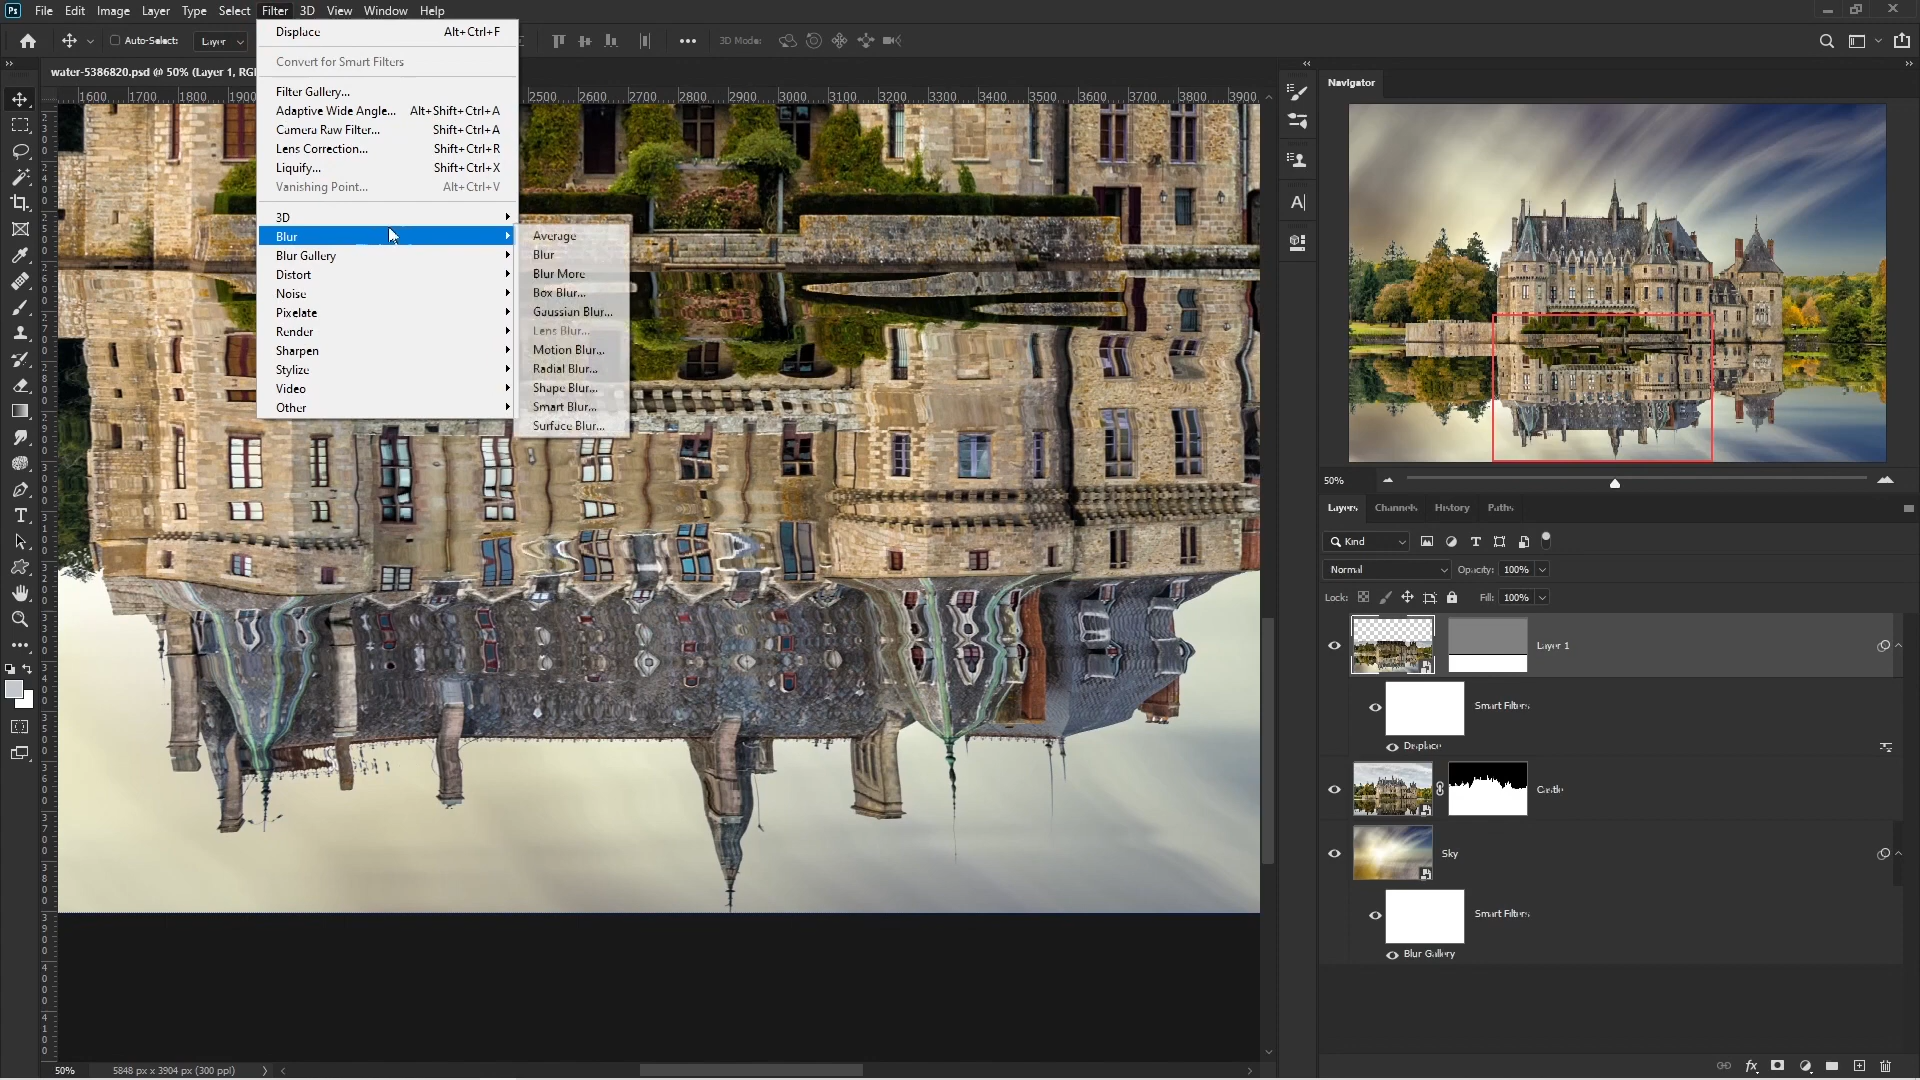 Ps File Edit Image Layer Type Select Filter 3D View Window Help
Auto-Select: Layer 3D Mode:
water-5386820.psd @ 50% (Layer 1, RG
Displace Alt+Ctrl+F
Convert for Smart Filters
Filter Gallery...
Adaptive Wide Angle... Alt+Shift+Ctrl+A
Camera Raw Filter... Shift+Ctrl+A
Lens Correction... Shift+Ctrl+R
Liquify... Shift+Ctrl+X
Vanishing Point... Alt+Ctrl+V
3D
Blur
Blur Gallery
Distort
Noise
Pixelate
Render
Sharpen
Stylize
Video
Other
Average
Blur
Blur More
Box Blur...
Gaussian Blur...
Lens Blur...
Motion Blur...
Radial Blur...
Shape Blur...
Smart Blur...
Surface Blur...
1600 1700 1800 1900 2500 2600 2700 2800 2900 3000 3100 3200 3300 3400 3500 3600 3700 3800 3900
Navigator
50%
Layers Channels History Paths
Kind
Normal Opacity: 100%
Lock: Fill: 100%
Layer 1
Smart Filters
Displace
Castle
Sky
Smart Filters
Blur Gallery
fx
50% 5848 px x 3904 px (300 ppi)